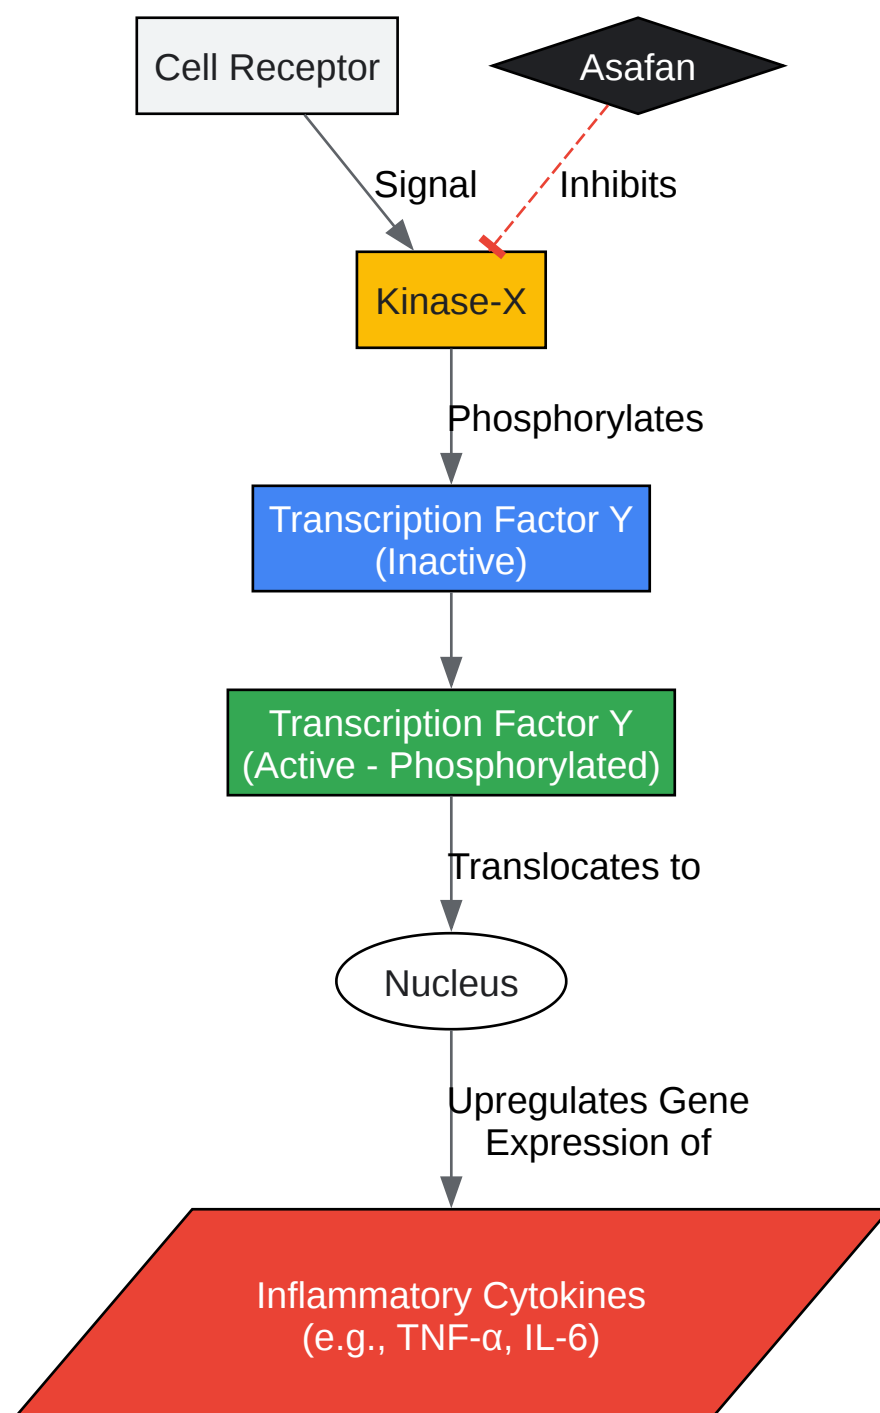 Cell Receptor
Asafan
Signal
Inhibits
Kinase-X
Phosphorylates
Transcription Factor Y
(Inactive)
Transcription Factor Y
(Active - Phosphorylated)
Translocates to
Nucleus
Upregulates Gene
Expression of
Inflammatory Cytokines
(e.g., TNF-α, IL-6)